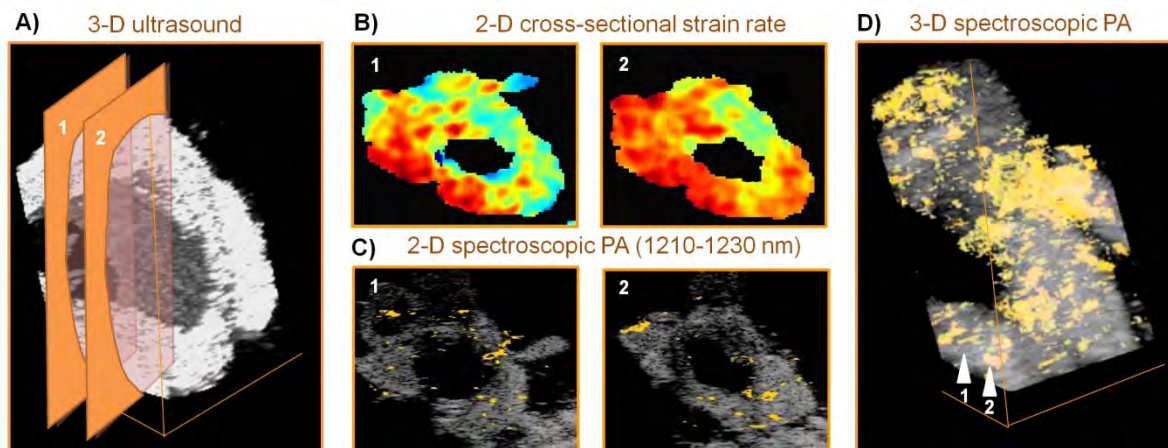 A) 3-D ultrasound
1
2
B) 2-D cross-sectional strain rate
1
2
C) 2-D spectroscopic PA (1210-1230 nm)
1
2
D) 3-D spectroscopic PA
1
2